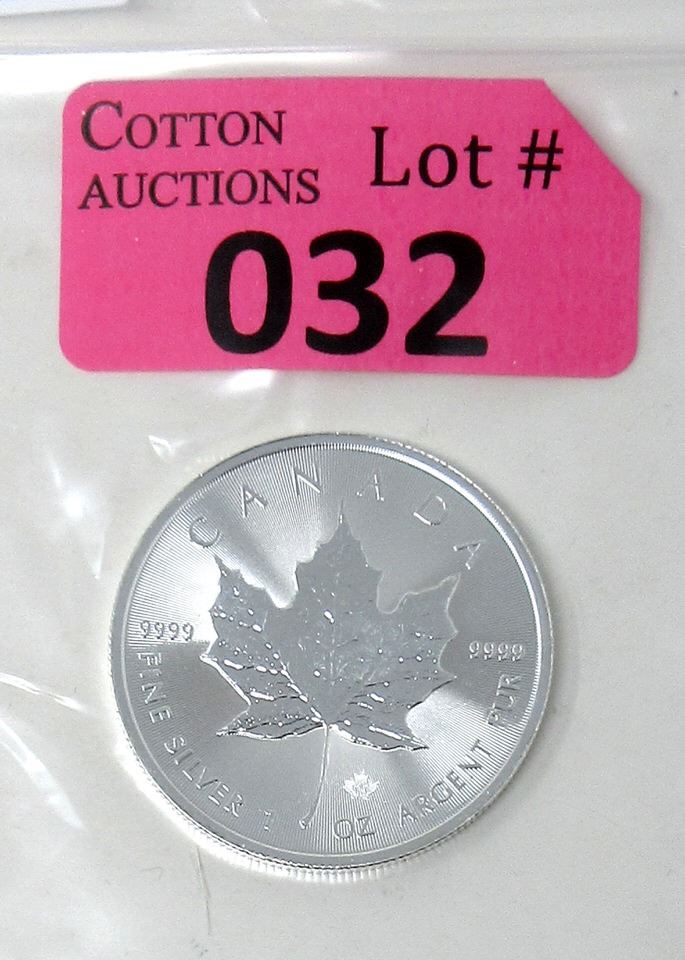 COTTON
AUCTIONS
Lot #
032
CANADA
9999
9999
FINE SILVER 1 OZ ARGENT PUR